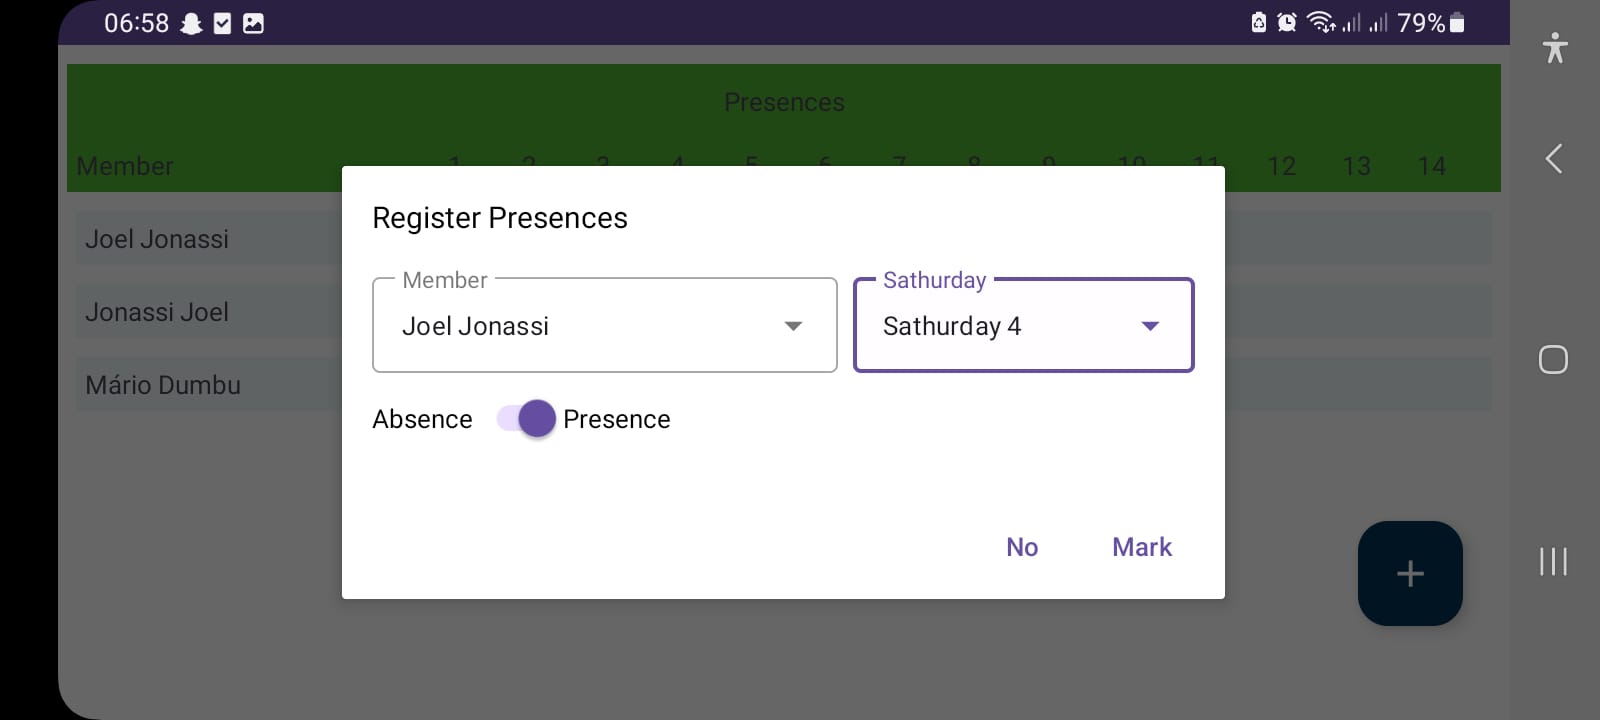 06:58 79%
Presences
Member 1 2 3 4 5 6 7 8 9 10 11 12 13 14
Register Presences
Joel Jonassi
Member Sathurday
Joel Jonassi Sathurday 4
Jonassi Joel
Mário Dumbu
Absence Presence
No Mark
+